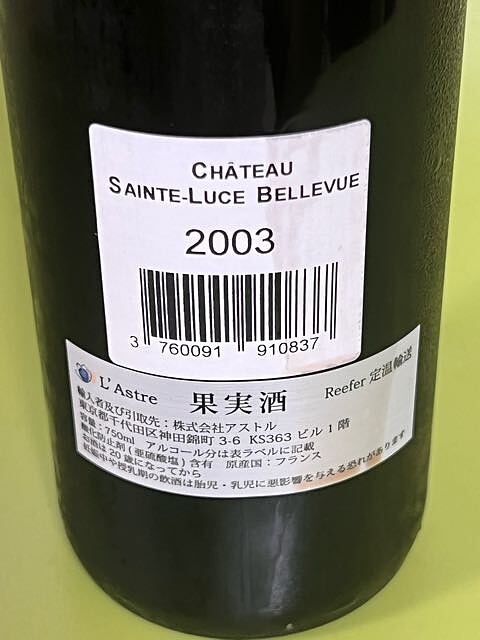 CHÂTEAU
SAINTE-LUCE BELLEVUE
2003
3 760091 910837
L'Astre 果実酒 Reefer 定温輸送
輸入者及び引取先：株式会社アストル
東京都千代田区神田錦町 3-6 KS363 ビル 1 階
容量：750ml アルコール分は表ラベルに記載
酸化防止剤 ( 亜硫酸塩 ) 含有 原産国：フランス
お酒は 20 歳になってから
妊娠中や授乳期の飲酒は胎児・乳児に悪影響を与える恐れがあります